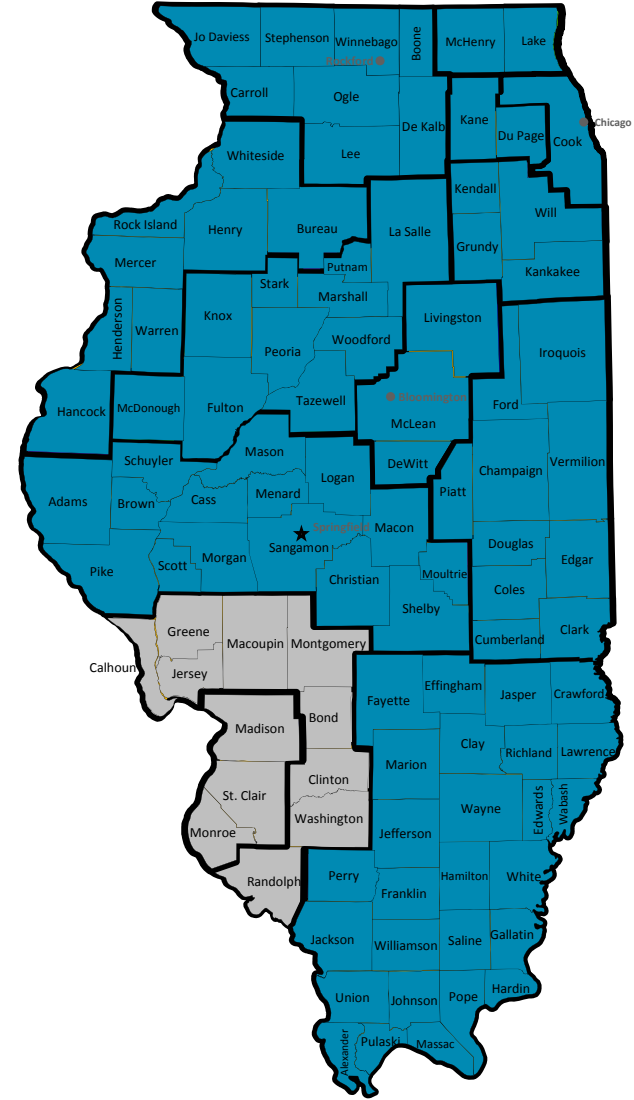 Jo Daviess
Stephenson
Winnebago
Boone
McHenry
Lake
Rockford
Carroll
Ogle
De Kalb
Kane
Du Page
Cook
Chicago
Whiteside
Lee
Kendall
Will
Rock Island
Henry
Bureau
La Salle
Grundy
Mercer
Putnam
Kankakee
Stark
Marshall
Henderson
Warren
Knox
Peoria
Woodford
Livingston
Iroquois
Hancock
McDonough
Fulton
Tazewell
Bloomington
McLean
Ford
Schuyler
Mason
Logan
DeWitt
Champaign
Vermilion
Adams
Brown
Cass
Menard
Piatt
Springfield
Macon
Sangamon
Pike
Scott
Morgan
Christian
Moultrie
Douglas
Edgar
Coles
Shelby
Greene
Macoupin
Montgomery
Cumberland
Clark
Calhoun
Jersey
Fayette
Effingham
Jasper
Crawford
Madison
Bond
Marion
Clay
Richland
Lawrence
St. Clair
Clinton
Washington
Monroe
Jefferson
Wayne
Edwards
Wabash
Randolph
Perry
Franklin
Hamilton
White
Jackson
Williamson
Saline
Gallatin
Union
Johnson
Pope
Hardin
Alexander
Pulaski
Massac